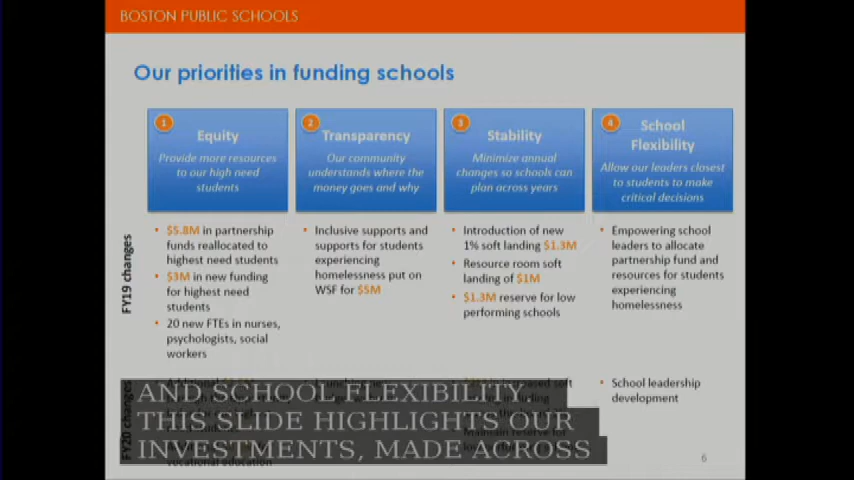 BOSTON PUBLIC SCHOOLS
Our priorities in funding schools
1
Equity
Provide more resources
to our high need
students
2
Transparency
Our community
understands where the
money goes and why
3
Stability
Minimize annual
changes so schools can
plan across years
4
School
Flexibility
Allow our leaders closest
to students to make
critical decisions
FY19 changes
• $5.8M in partnership
funds reallocated to
highest need students
• $3M in new funding
for highest need
students
• 20 new FTEs in nurses,
psychologists, social
workers
• Inclusive supports and
supports for students
experiencing
homelessness put on
WSF for $5M
• Introduction of new
1% soft landing $1.3M
• Resource room soft
landing of $1M
• $1.3M reserve for low
performing schools
• Empowering school
leaders to allocate
partnership fund and
resources for students
experiencing
homelessness
FY20 changes
vocational education
• School leadership
development
AND SCHOOL FLEXIBILITY
THIS SLIDE HIGHLIGHTS OUR
INVESTMENTS, MADE ACROSS
6